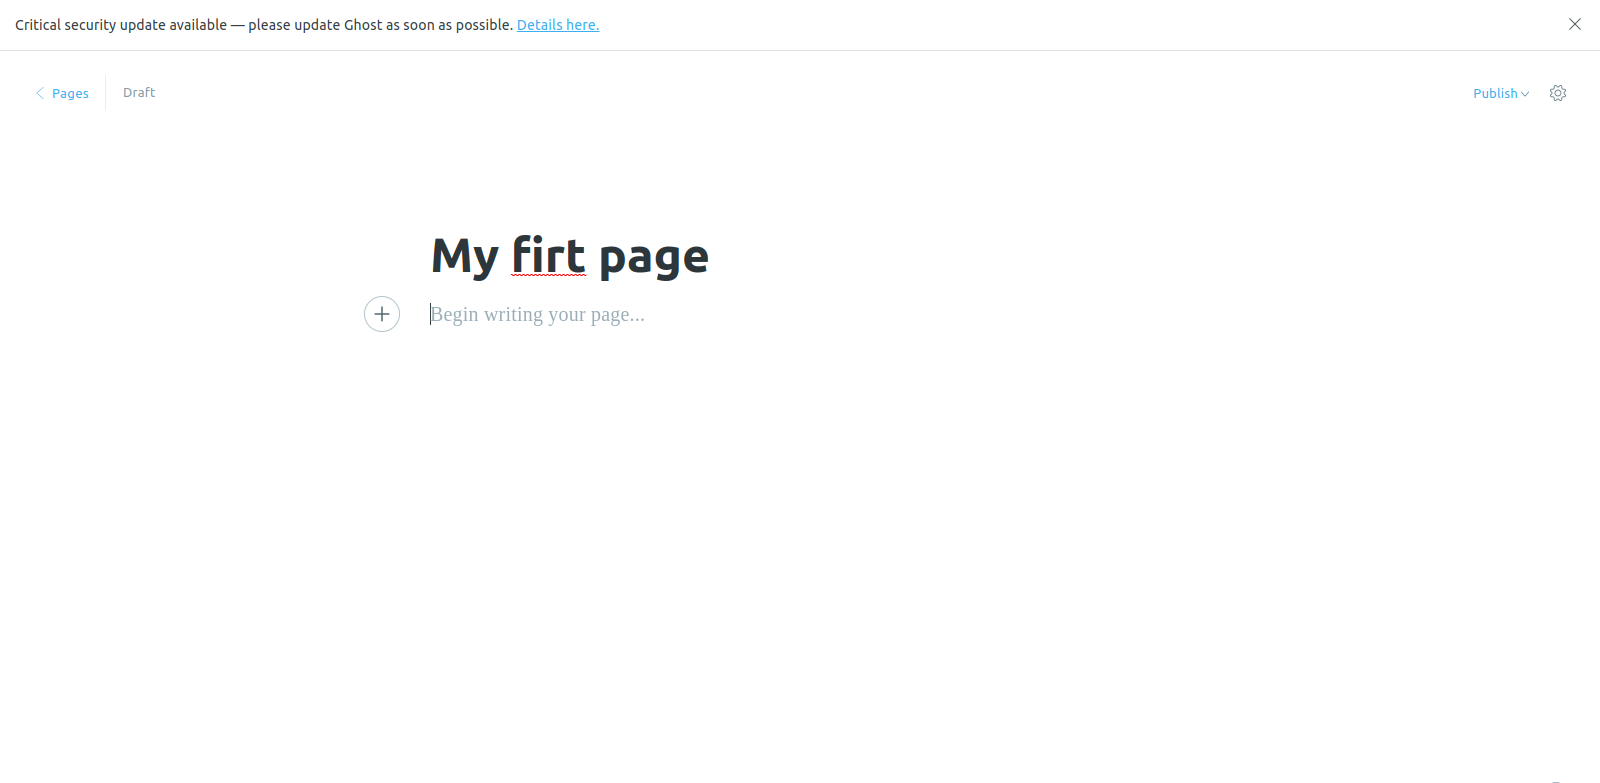 Critical security update available — please update Ghost as soon as possible. Details here.
Pages
Draft
Publish
My firt page
Begin writing your page...